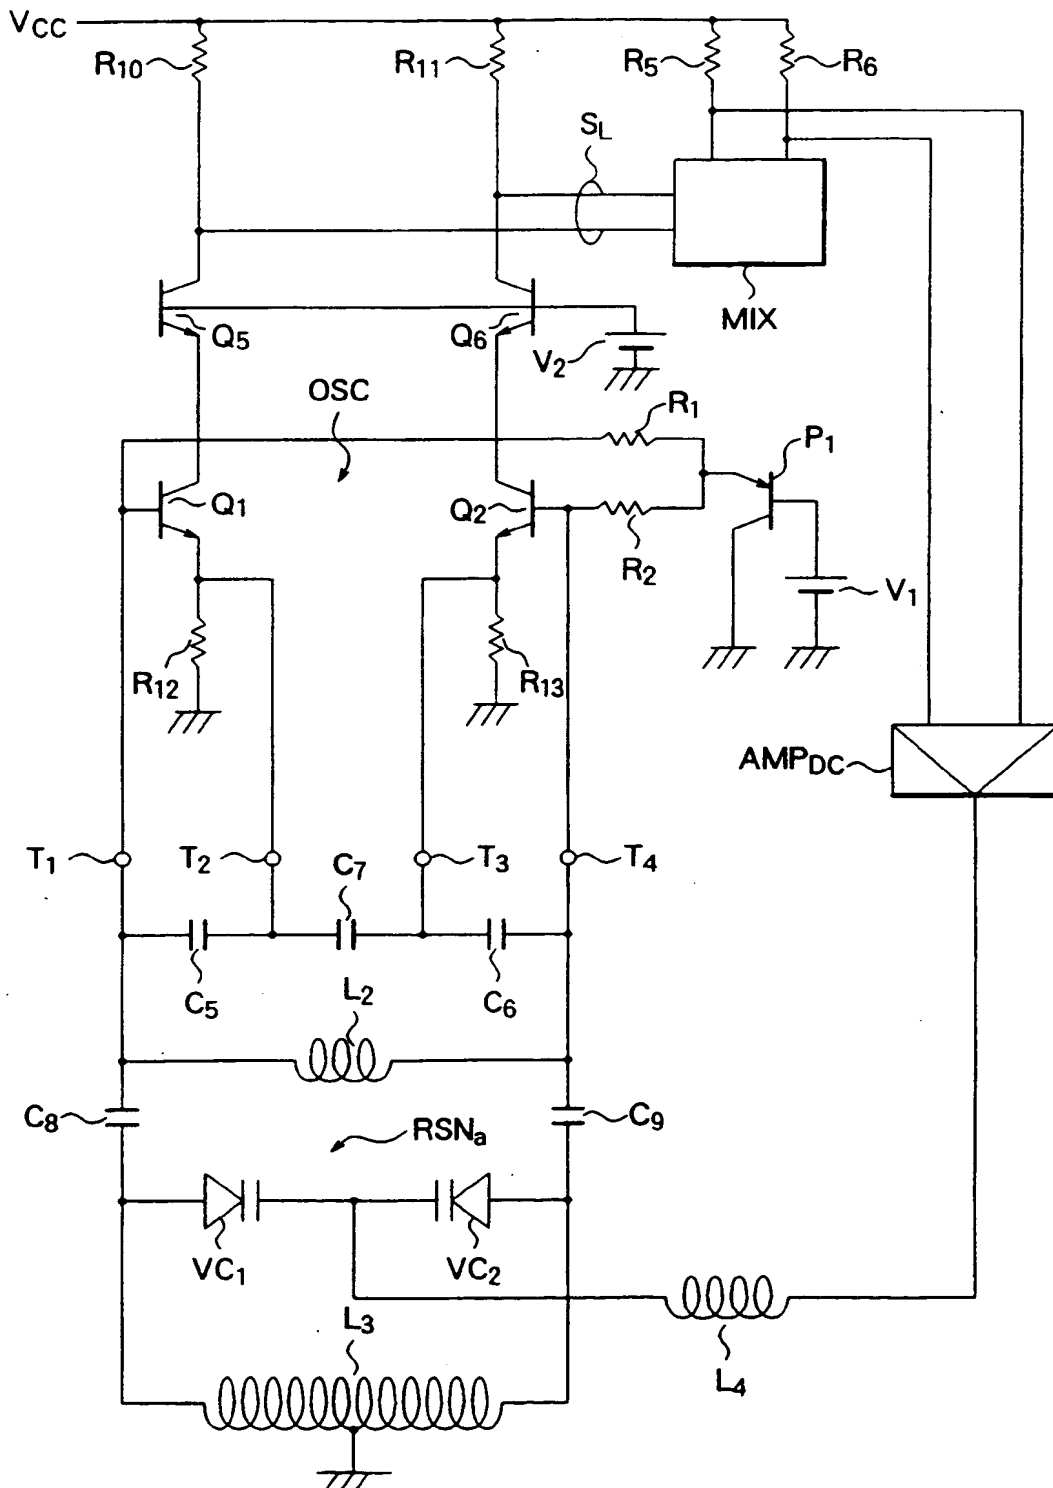 VCC
R10
R11
R5
R6
SL
MIX
Q5
Q6
V2
OSC
R1
P1
Q1
Q2
R2
V1
R12
R13
AMPDC
T1
T2
C7
T3
T4
C5
L2
C6
C8
RSNa
C9
VC1
VC2
L3
L4